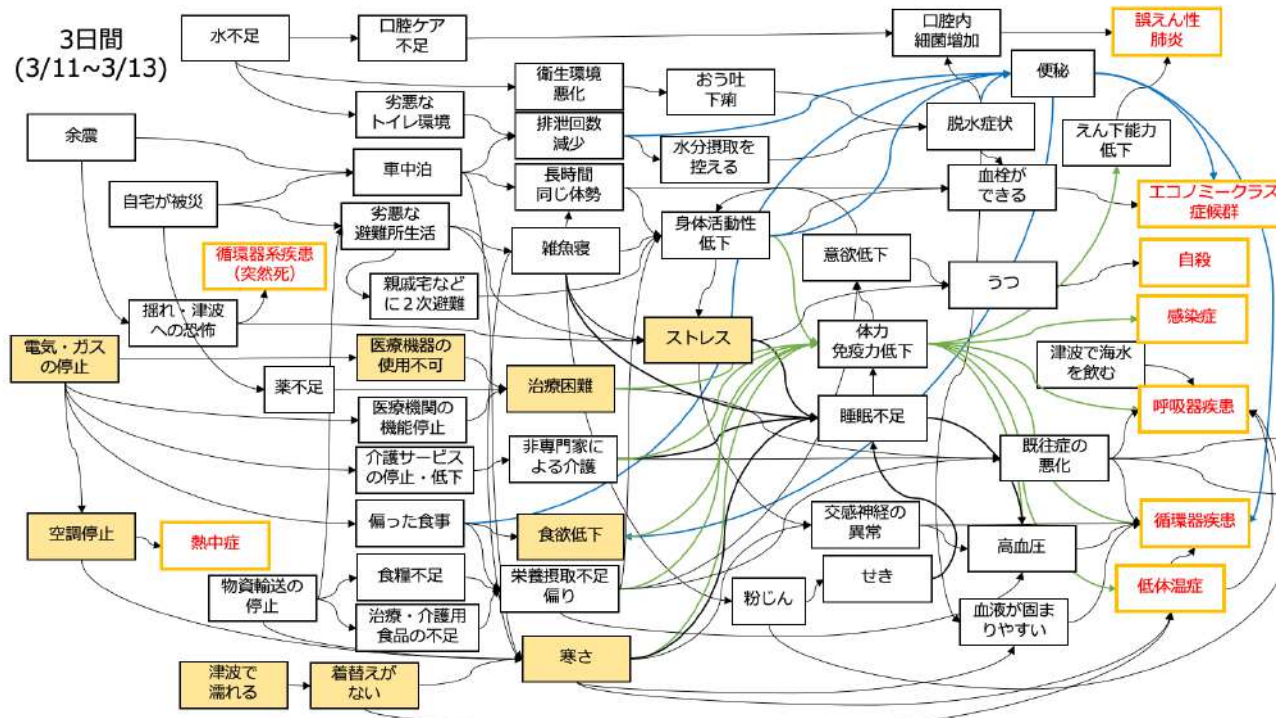 3日間
(3/11~3/13)
水不足
口腔ケア
不足
口腔内
細菌増加
誤えん性
肺炎
衛生環境
悪化
おう吐
下痢
便秘
劣悪な
トイレ環境
排泄回数
減少
脱水症状
えん下能力
低下
余震
車中泊
水分摂取を
控える
長時間
同じ体勢
血栓が
できる
自宅が被災
劣悪な
避難所生活
身体活動性
低下
エコノミークラス
症候群
循環器系疾患
(突然死)
雑魚寝
意欲低下
自殺
親戚宅など
に2次避難
うつ
揺れ・津波
への恐怖
ストレス
体力
免疫力低下
感染症
電気・ガス
の停止
医療機器の
使用不可
津波で海水
を飲む
薬不足
治療困難
呼吸器疾患
医療機関の
機能停止
睡眠不足
介護サービス
の停止・低下
非専門家に
よる介護
既往症の
悪化
偏った食事
交感神経の
異常
循環器疾患
空調停止
熱中症
食欲低下
高血圧
食糧不足
栄養摂取不足
偏り
せき
低体温症
物資輸送の
停止
粉じん
治療・介護用
食品の不足
血液が固ま
りやすい
寒さ
津波で
濡れる
着替えが
ない